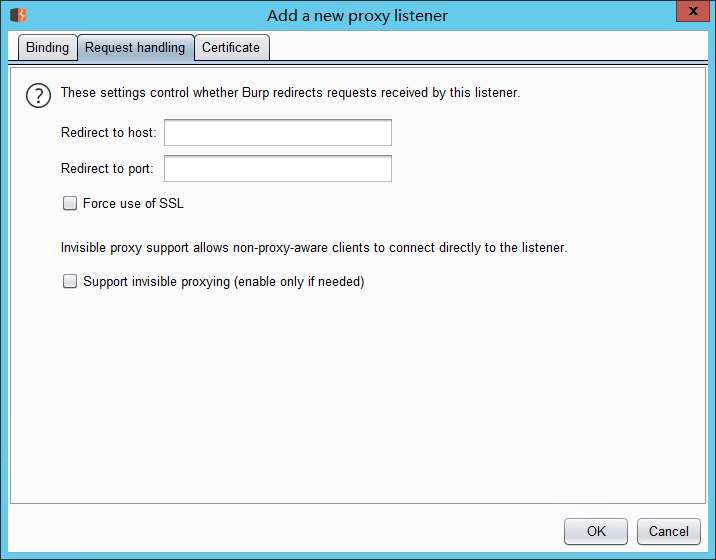 Add a new proxy listener
x
Binding
Request handling
Certificate
?
These settings control whether Burp redirects requests received by this listener.
Redirect to host:
Redirect to port:
Force use of SSL
Invisible proxy support allows non-proxy-aware clients to connect directly to the listener.
Support invisible proxying (enable only if needed)
OK
Cancel